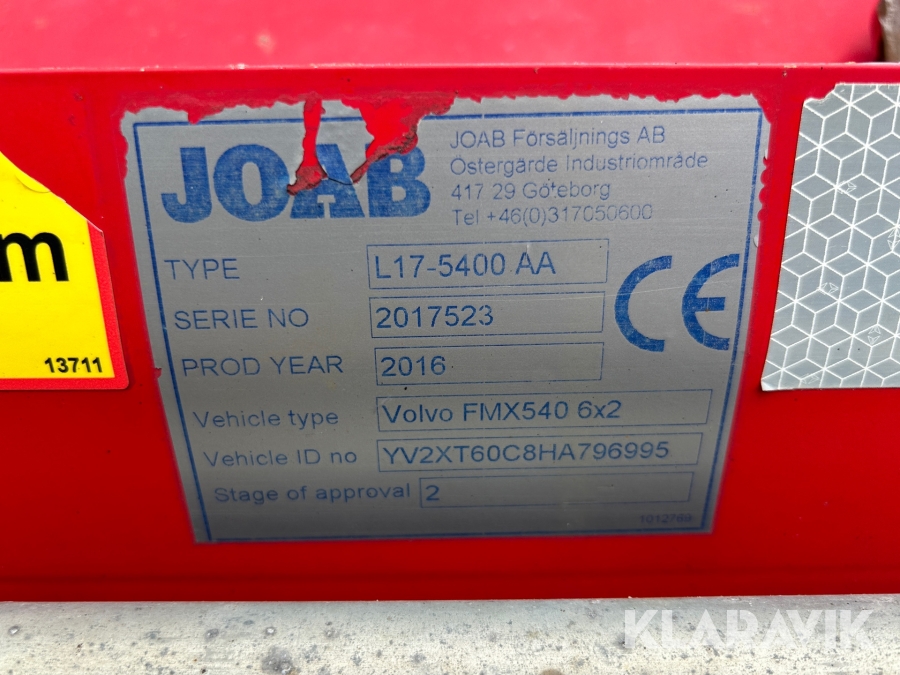 JOAB
JOAB Försäljnings AB
Östergärde Industriområde
417 29 Göteborg
Tel +46(0)317050600
TYPE L17-5400 AA
SERIE NO 2017523
PROD YEAR 2016
Vehicle type Volvo FMX540 6x2
Vehicle ID no YV2XT60C8HA796995
Stage of approval 2
CE
1012769
m
13711
KLARAVIK